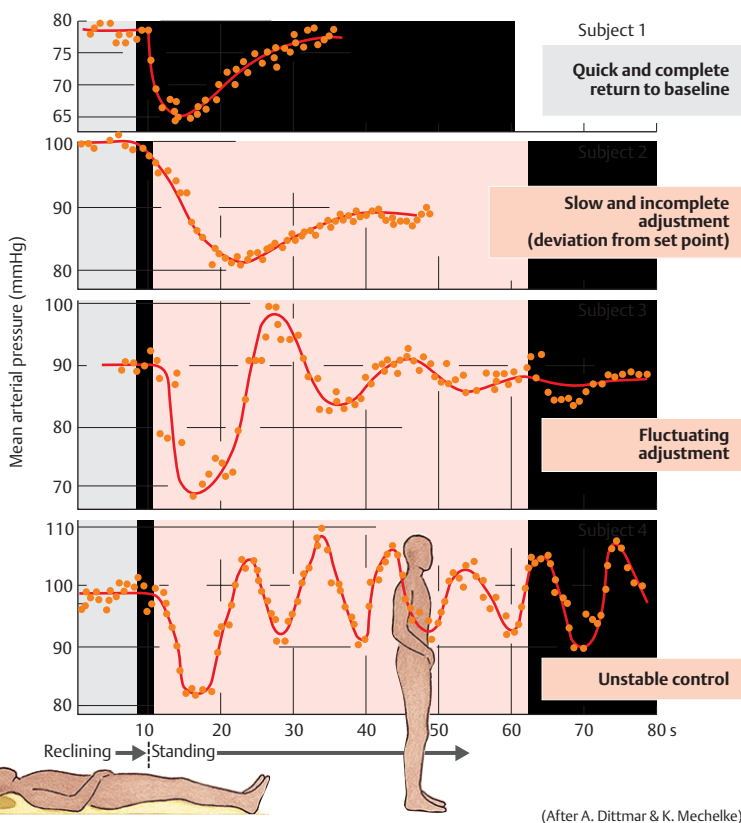 Mean arterial pressure (mmHg)
80
75
70
65
Subject 1
Quick and complete
return to baseline
100
90
80
Subject 2
Slow and incomplete
adjustment
(deviation from set point)
100
90
80
70
Subject 3
Fluctuating
adjustment
110
100
90
80
Subject 4
Unstable control
10 20 30 40 50 60 70 80 s
Reclining Standing
(After A. Dittmar & K. Mechelke)